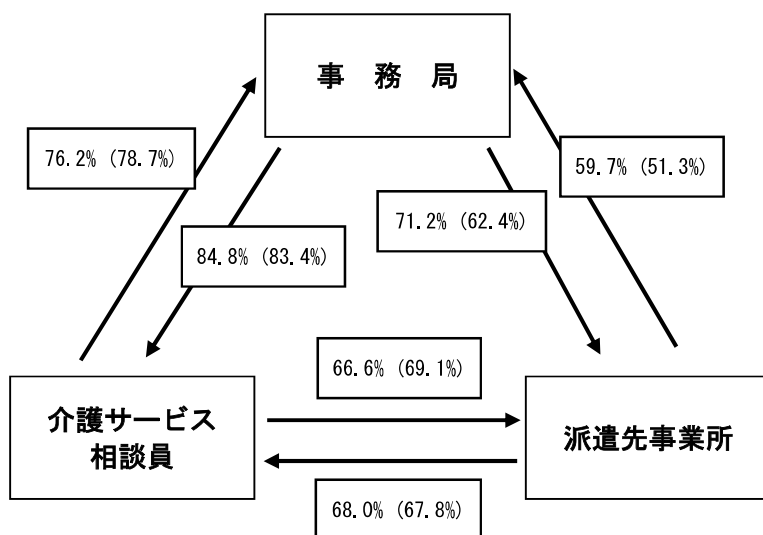 事 務 局
76.2% (78.7%)
59.7% (51.3%)
71.2% (62.4%)
84.8% (83.4%)
66.6% (69.1%)
介護サービス
相談員
派遣先事業所
68.0% (67.8%)